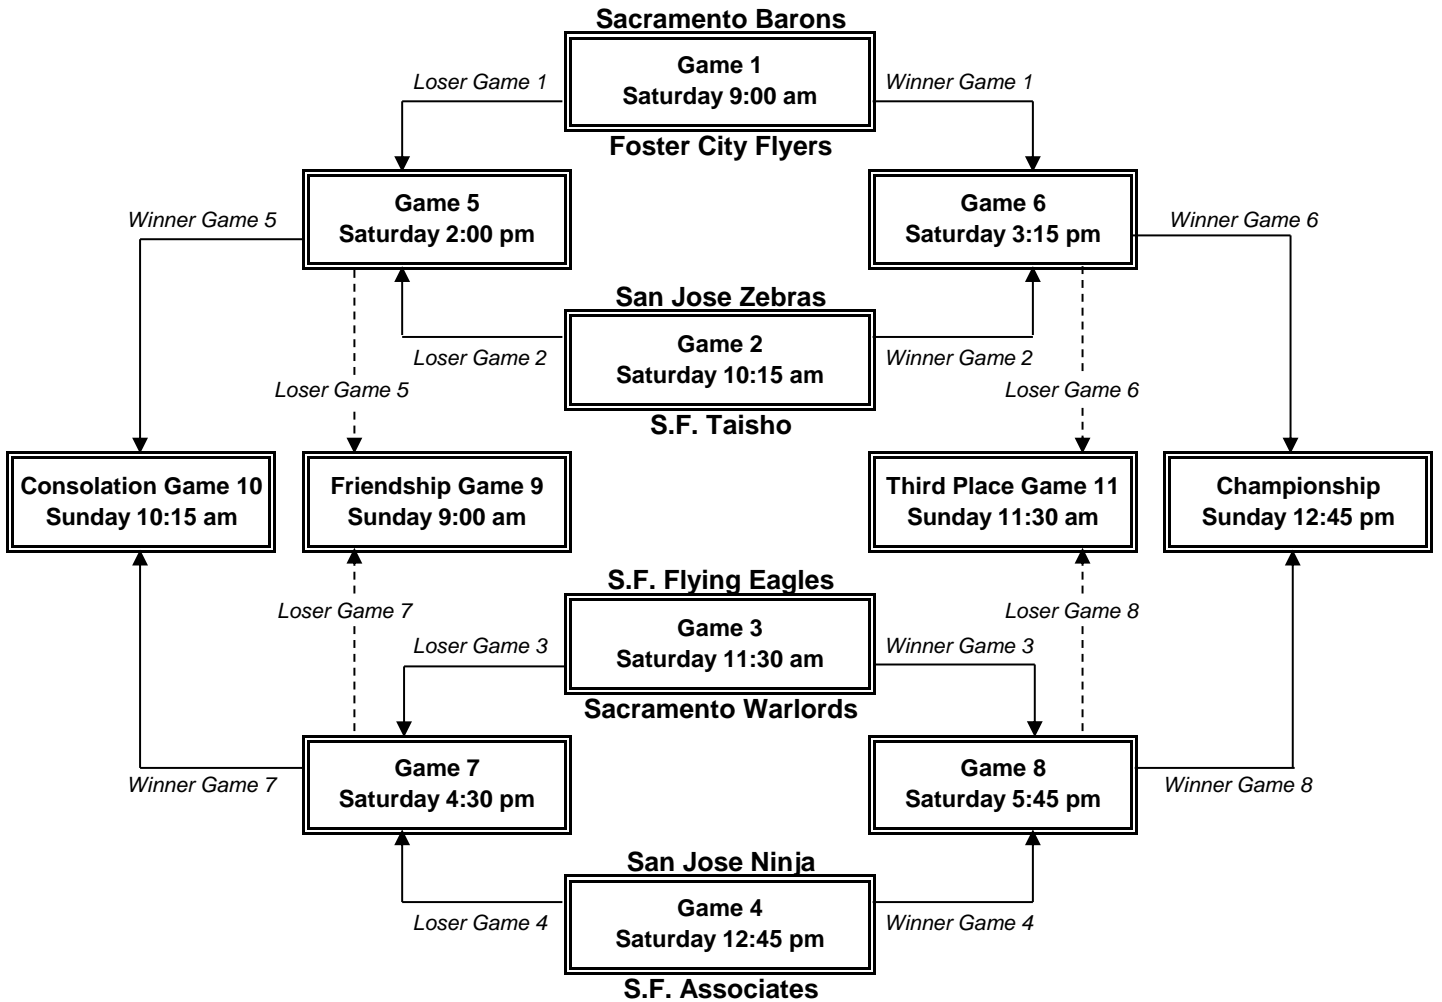 Sacramento Barons
Game 1
Saturday 9:00 am
Loser Game 1
Winner Game 1
Foster City Flyers
Game 5
Saturday 2:00 pm
Game 6
Saturday 3:15 pm
Winner Game 5
Winner Game 6
San Jose Zebras
Game 2
Saturday 10:15 am
Loser Game 2
Winner Game 2
Loser Game 5
Loser Game 6
S.F. Taisho
Consolation Game 10
Sunday 10:15 am
Friendship Game 9
Sunday 9:00 am
Third Place Game 11
Sunday 11:30 am
Championship
Sunday 12:45 pm
S.F. Flying Eagles
Loser Game 7
Loser Game 8
Game 3
Saturday 11:30 am
Loser Game 3
Winner Game 3
Sacramento Warlords
Game 7
Saturday 4:30 pm
Game 8
Saturday 5:45 pm
Winner Game 7
Winner Game 8
San Jose Ninja
Game 4
Saturday 12:45 pm
Loser Game 4
Winner Game 4
S.F. Associates